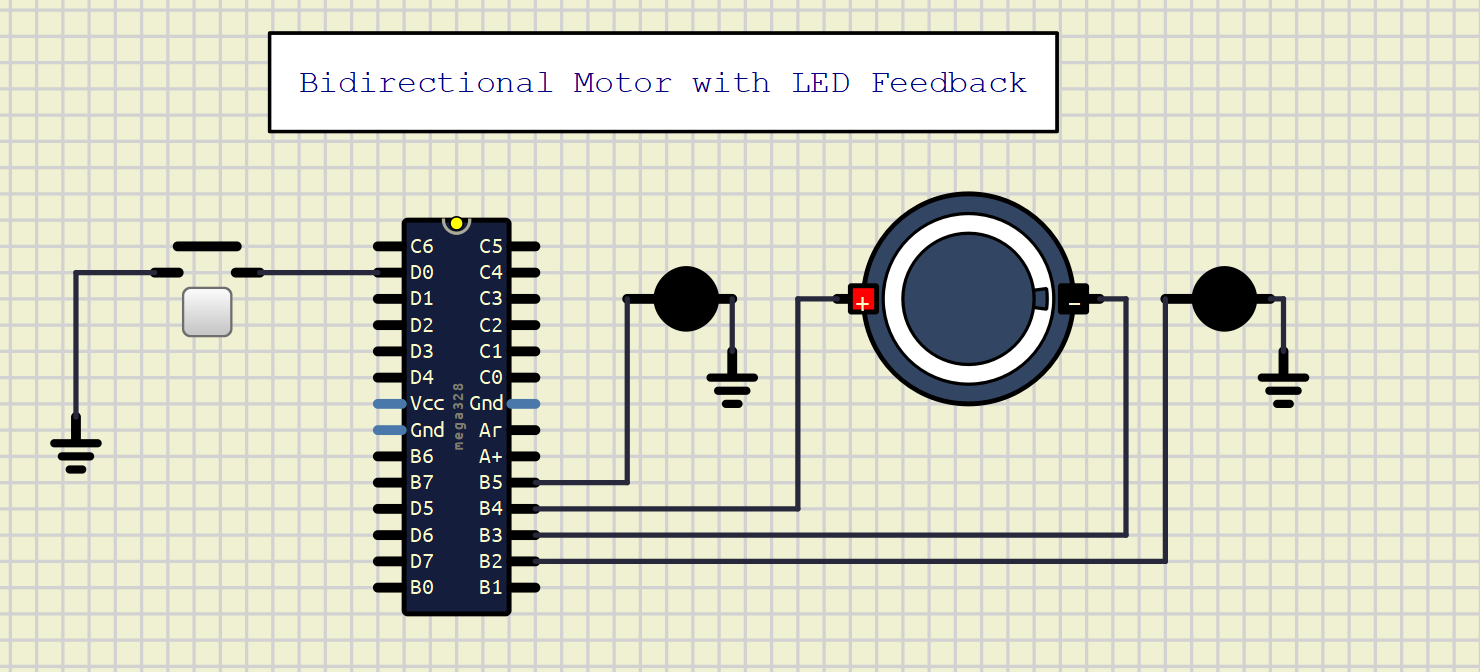 Bidirectional Motor with LED Feedback
C6 C5
D0 C4
D1 C3
D2 C2
D3 C1
D4 C0
Vcc Gnd
Gnd Ar
B6 A+
B7 B5
D5 B4
D6 B3
D7 B2
B0 B1
mega328
+
−